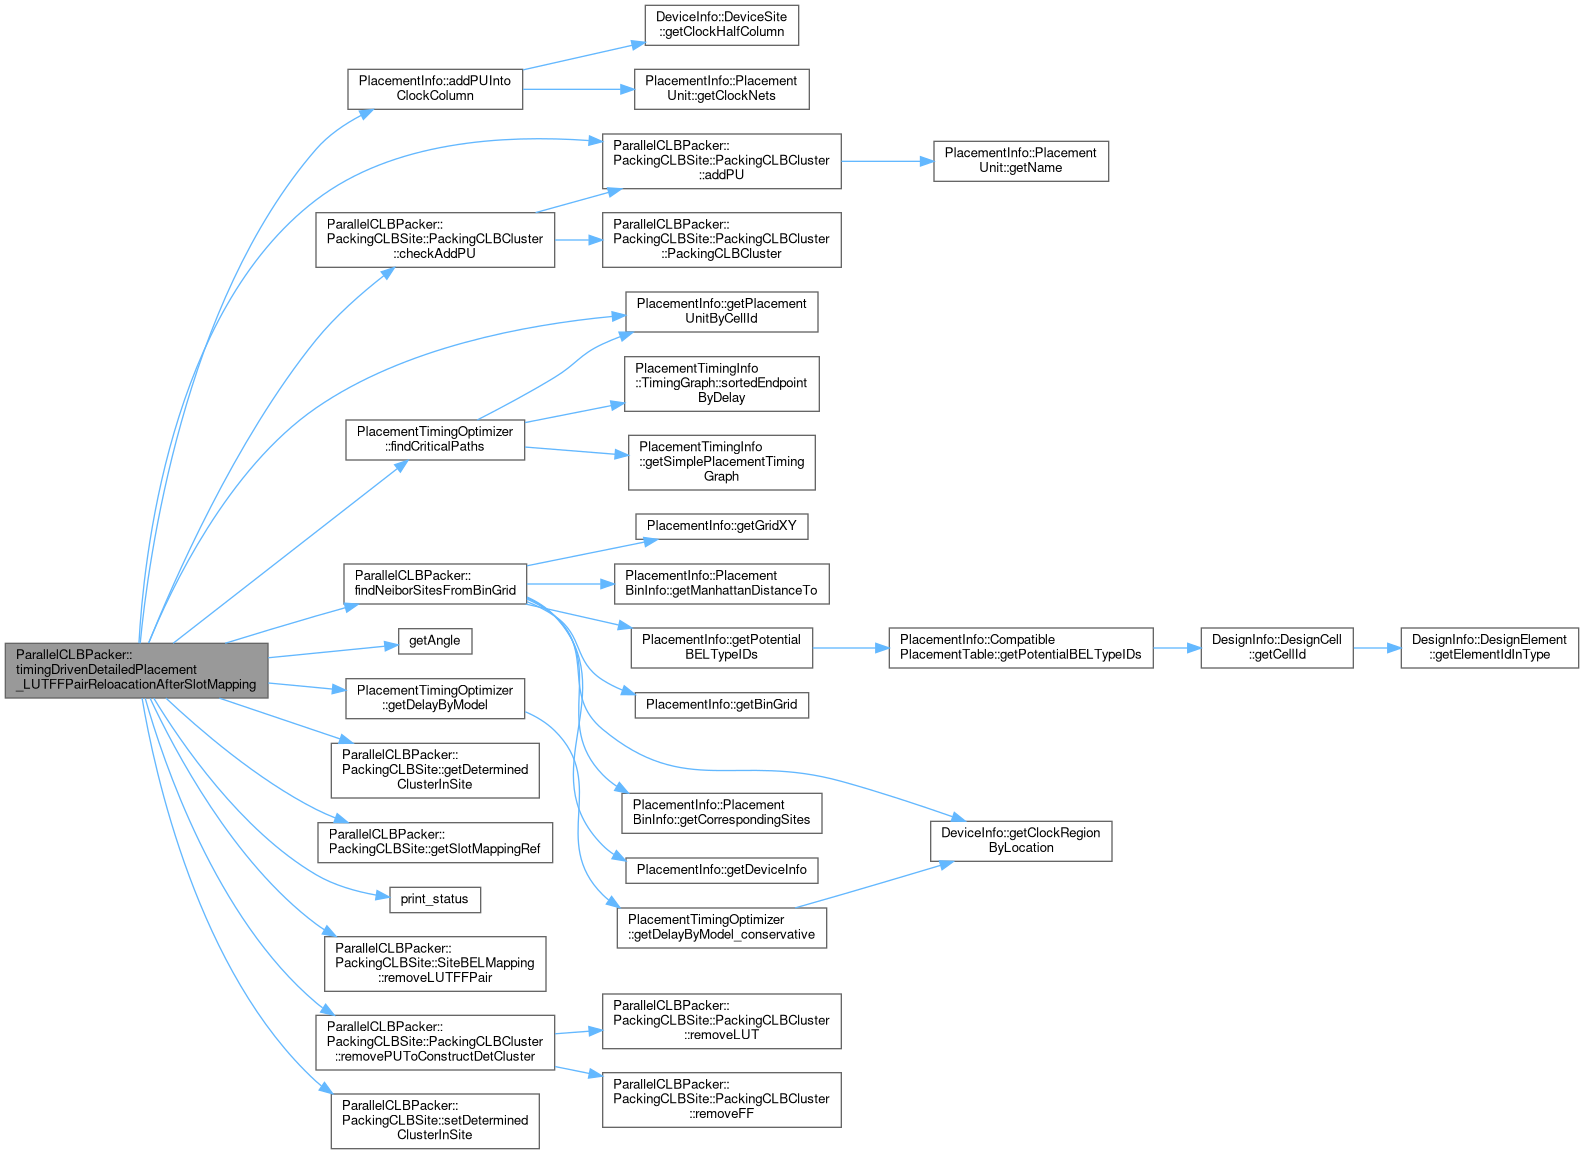 DeviceInfo::DeviceSite
::getClockHalfColumn
PlacementInfo::addPUInto
ClockColumn
PlacementInfo::Placement
Unit::getClockNets
ParallelCLBPacker::
PackingCLBSite::PackingCLBCluster
::addPU
PlacementInfo::Placement
Unit::getName
ParallelCLBPacker::
PackingCLBSite::PackingCLBCluster
::checkAddPU
ParallelCLBPacker::
PackingCLBSite::PackingCLBCluster
::PackingCLBCluster
PlacementInfo::getPlacement
UnitByCellId
PlacementTimingInfo
::TimingGraph::sortedEndpoint
ByDelay
PlacementTimingOptimizer
::findCriticalPaths
PlacementTimingInfo
::getSimplePlacementTiming
Graph
PlacementInfo::getGridXY
ParallelCLBPacker::
findNeiborSitesFromBinGrid
PlacementInfo::Placement
BinInfo::getManhattanDistanceTo
ParallelCLBPacker::
timingDrivenDetailedPlacement
_LUTFFPairReloacationAfterSlotMapping
getAngle
PlacementInfo::getPotential
BELTypeIDs
PlacementInfo::Compatible
PlacementTable::getPotentialBELTypeIDs
DesignInfo::DesignCell
::getCellId
DesignInfo::DesignElement
::getElementIdInType
PlacementTimingOptimizer
::getDelayByModel
PlacementInfo::getBinGrid
ParallelCLBPacker::
PackingCLBSite::getDetermined
ClusterInSite
PlacementInfo::Placement
BinInfo::getCorrespondingSites
ParallelCLBPacker::
PackingCLBSite::getSlotMappingRef
DeviceInfo::getClockRegion
ByLocation
PlacementInfo::getDeviceInfo
print_status
PlacementTimingOptimizer
::getDelayByModel_conservative
ParallelCLBPacker::
PackingCLBSite::SiteBELMapping
::removeLUTFFPair
ParallelCLBPacker::
PackingCLBSite::PackingCLBCluster
::removePUToConstructDetCluster
ParallelCLBPacker::
PackingCLBSite::PackingCLBCluster
::removeLUT
ParallelCLBPacker::
PackingCLBSite::PackingCLBCluster
::removeFF
ParallelCLBPacker::
PackingCLBSite::setDetermined
ClusterInSite